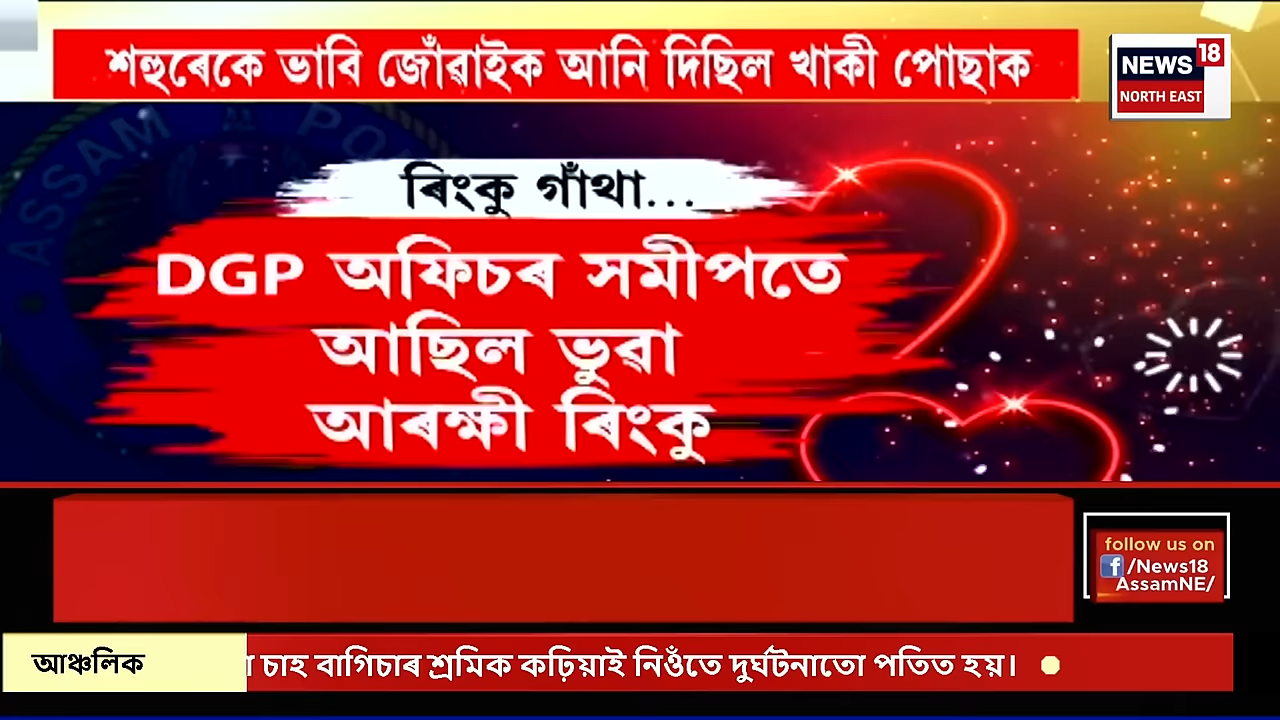 শহুৰেকে ভাবি জোঁৱাইক আনি দিছিল খাকী পোছাক
NEWS 18
NORTH EAST
ASSAM
ৰিংকু গাঁথা...
DGP অফিচৰ সমীপতে
আছিল ভুৱা
আৰক্ষী ৰিংকু
follow us on
/News18
AssamNE/
আঞ্চলিক
চাহ বাগিচাৰ শ্ৰমিক কঢ়িয়াই নিওঁতে দুৰ্ঘটনাতো পতিত হয়।